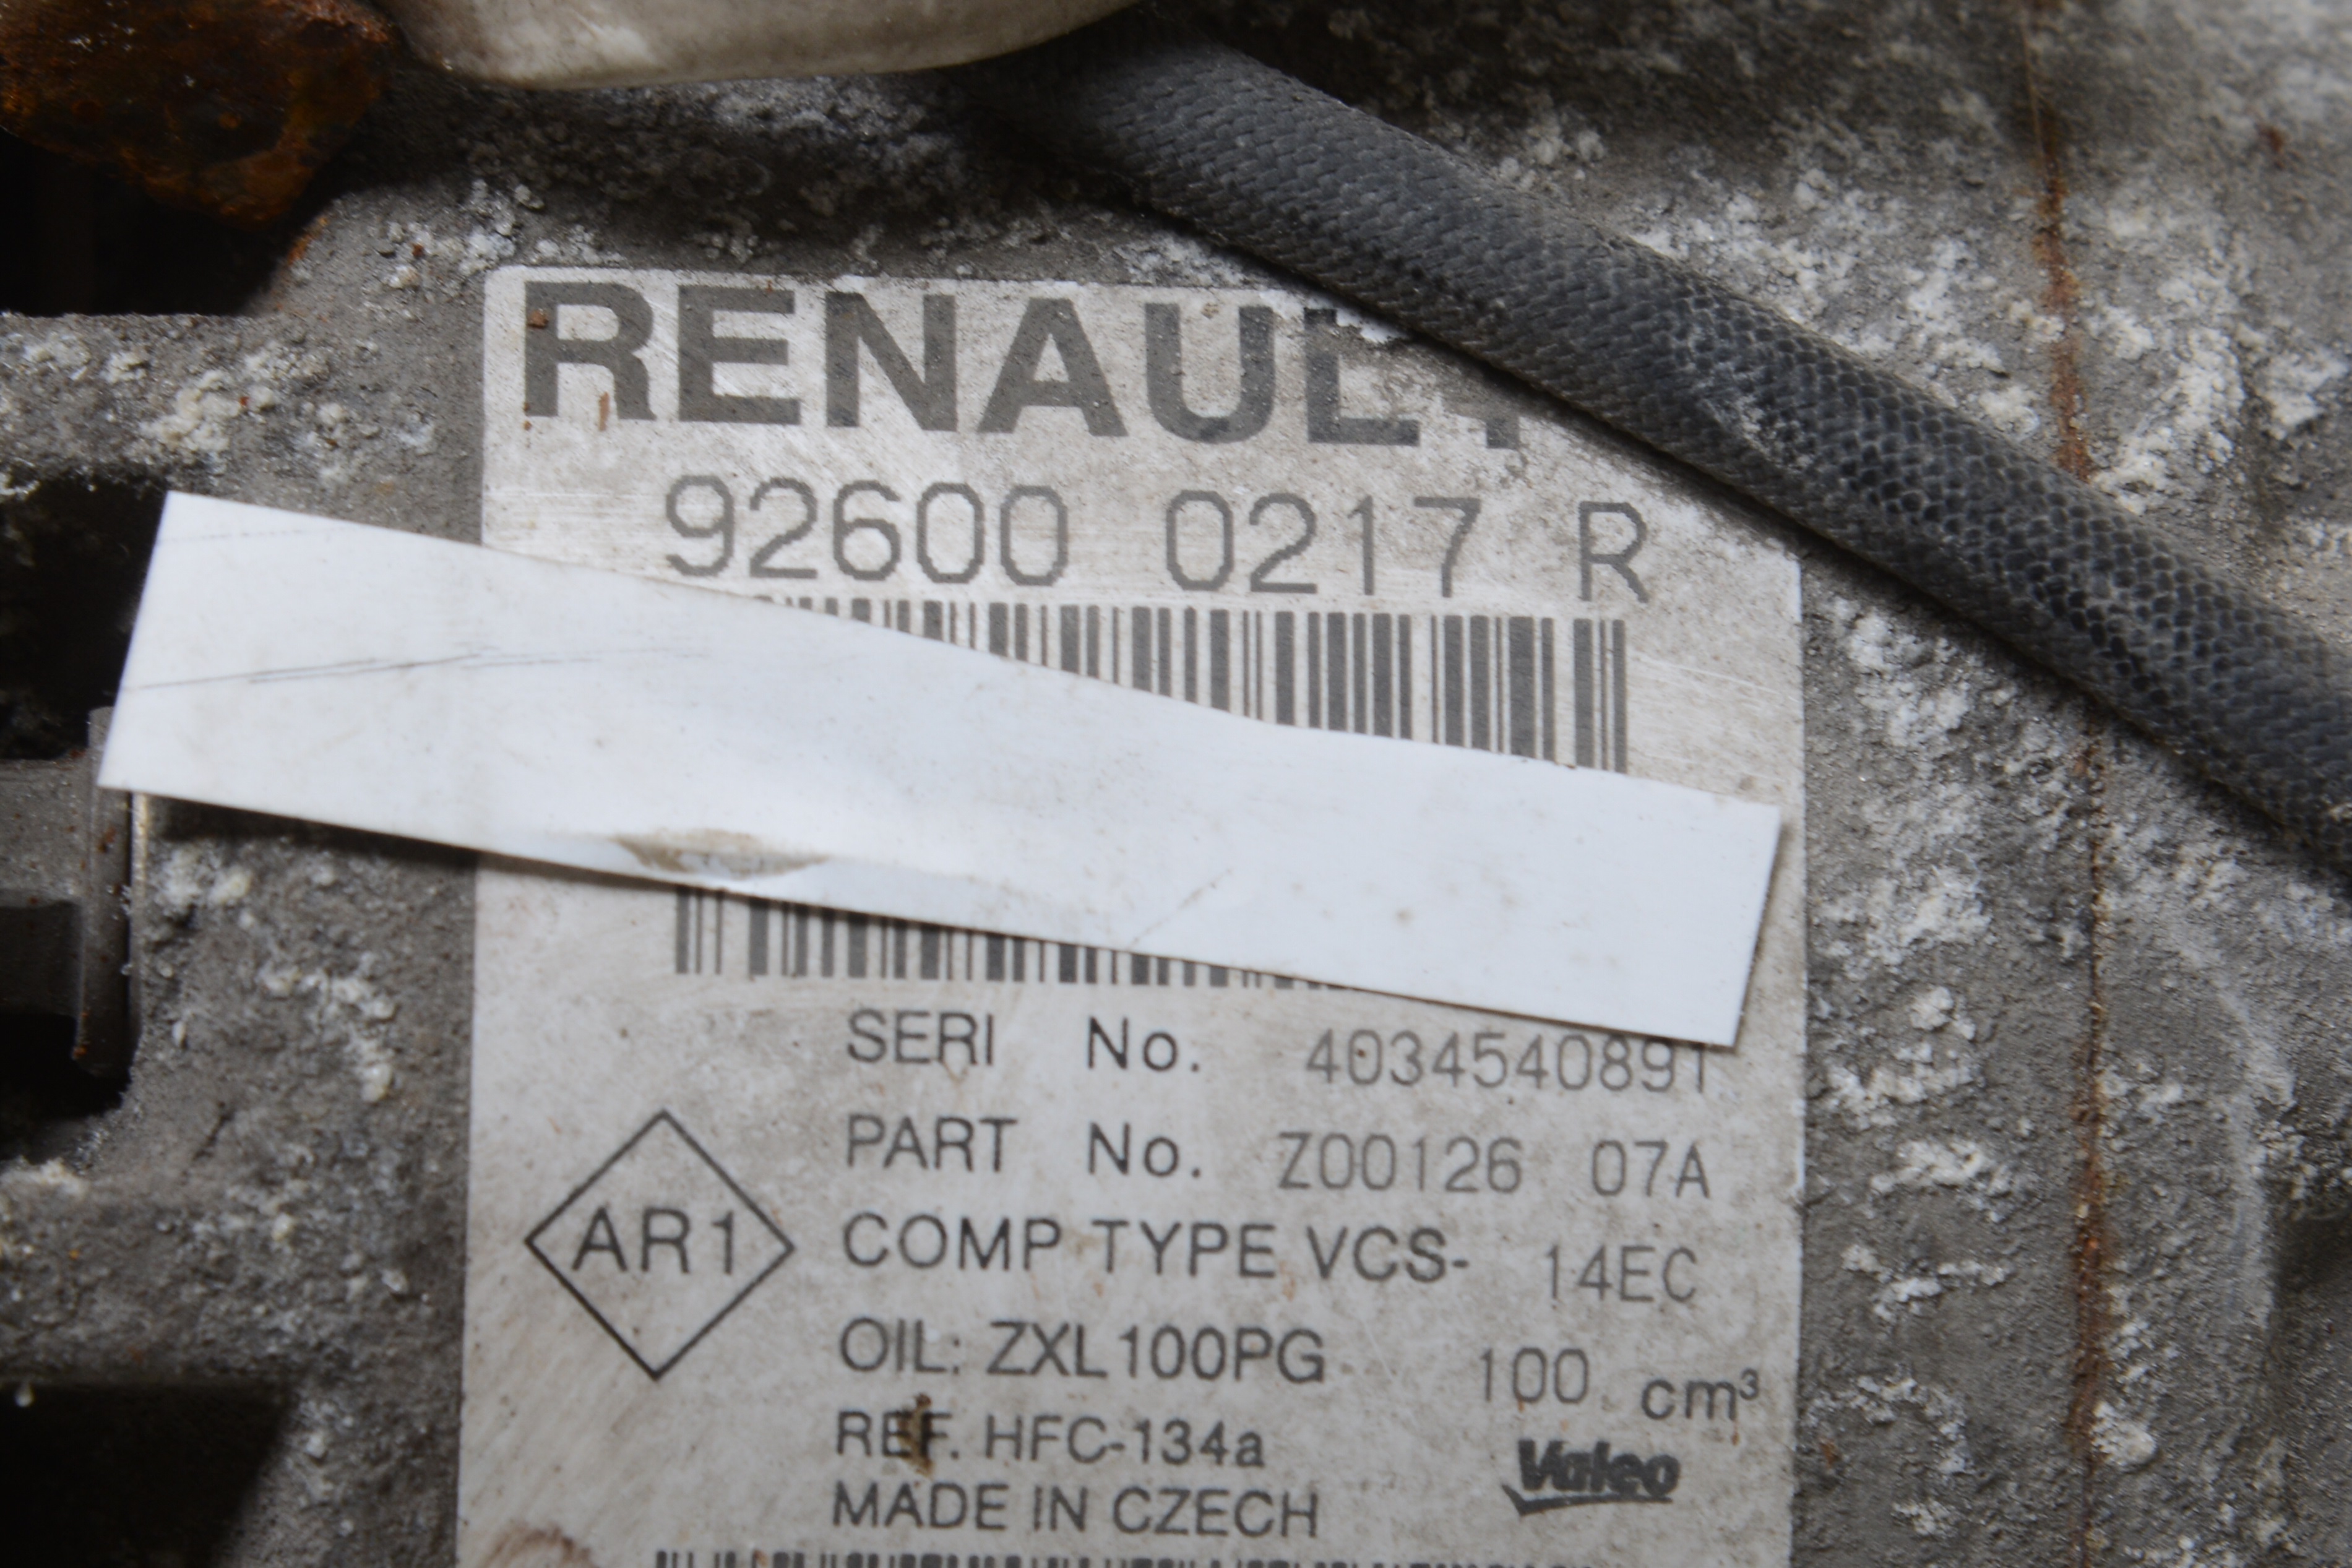 RENAULT
92600 0217 R
SERI No. 4034540891
PART No. Z00126 07A
AR1
COMP TYPE VCS- 14EC
OIL: ZXL100PG 100 cm³
REF. HFC-134a
Valeo
MADE IN CZECH